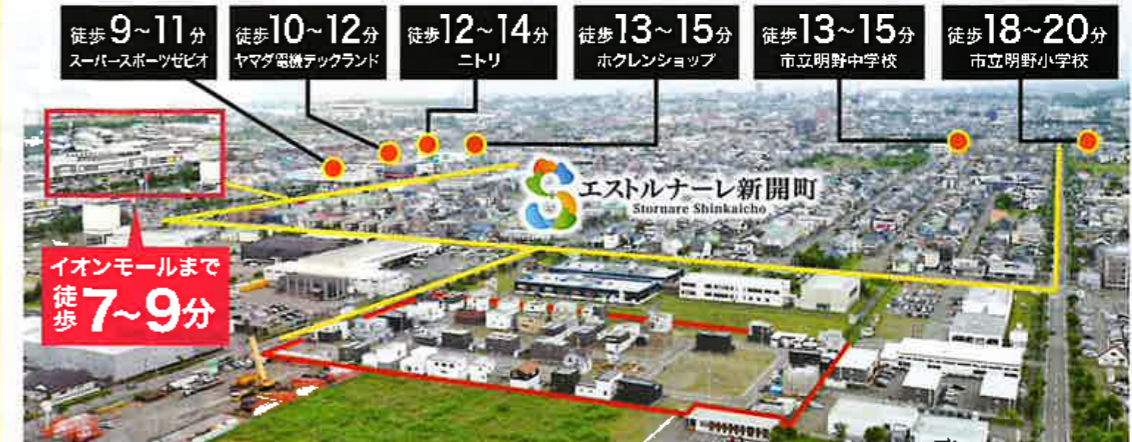 徒歩9~11分
スーパースポーツゼビオ
徒歩10~12分
ヤマダ電機テックランド
徒歩12~14分
ニトリ
徒歩13~15分
ホクレンショップ
徒歩13~15分
市立明野中学校
徒歩18~20分
市立明野小学校
エストルナーレ新開町
Stornare Shinkaicho
イオンモールまで
徒歩7~9分